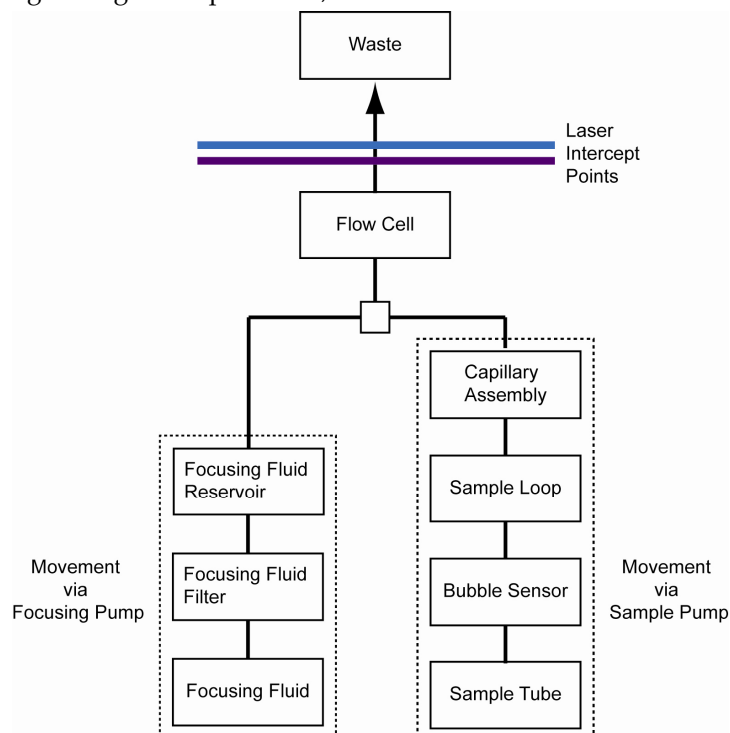 Waste
Laser
Intercept
Points
Flow Cell
Capillary
Assembly
Focusing Fluid
Reservoir
Sample Loop
Movement
via
Focusing Pump
Focusing Fluid
Filter
Bubble Sensor
Movement
via
Sample Pump
Focusing Fluid
Sample Tube